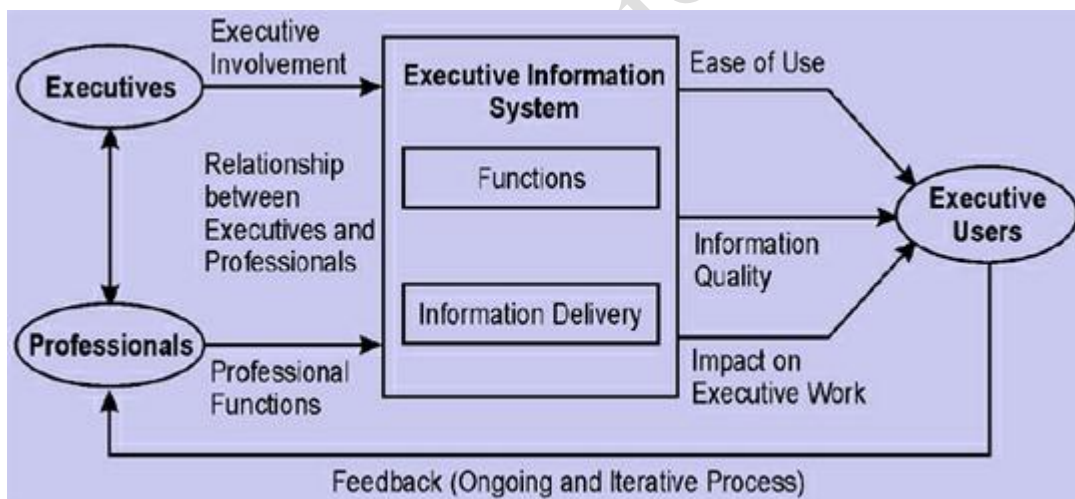 Executive
Involvement
Executives
Executive Information
System
Ease of Use
Relationship
between
Executives and
Professionals
Functions
Executive
Users
Information
Quality
Information Delivery
Professionals
Professional
Functions
Impact on
Executive Work
Feedback (Ongoing and Iterative Process)